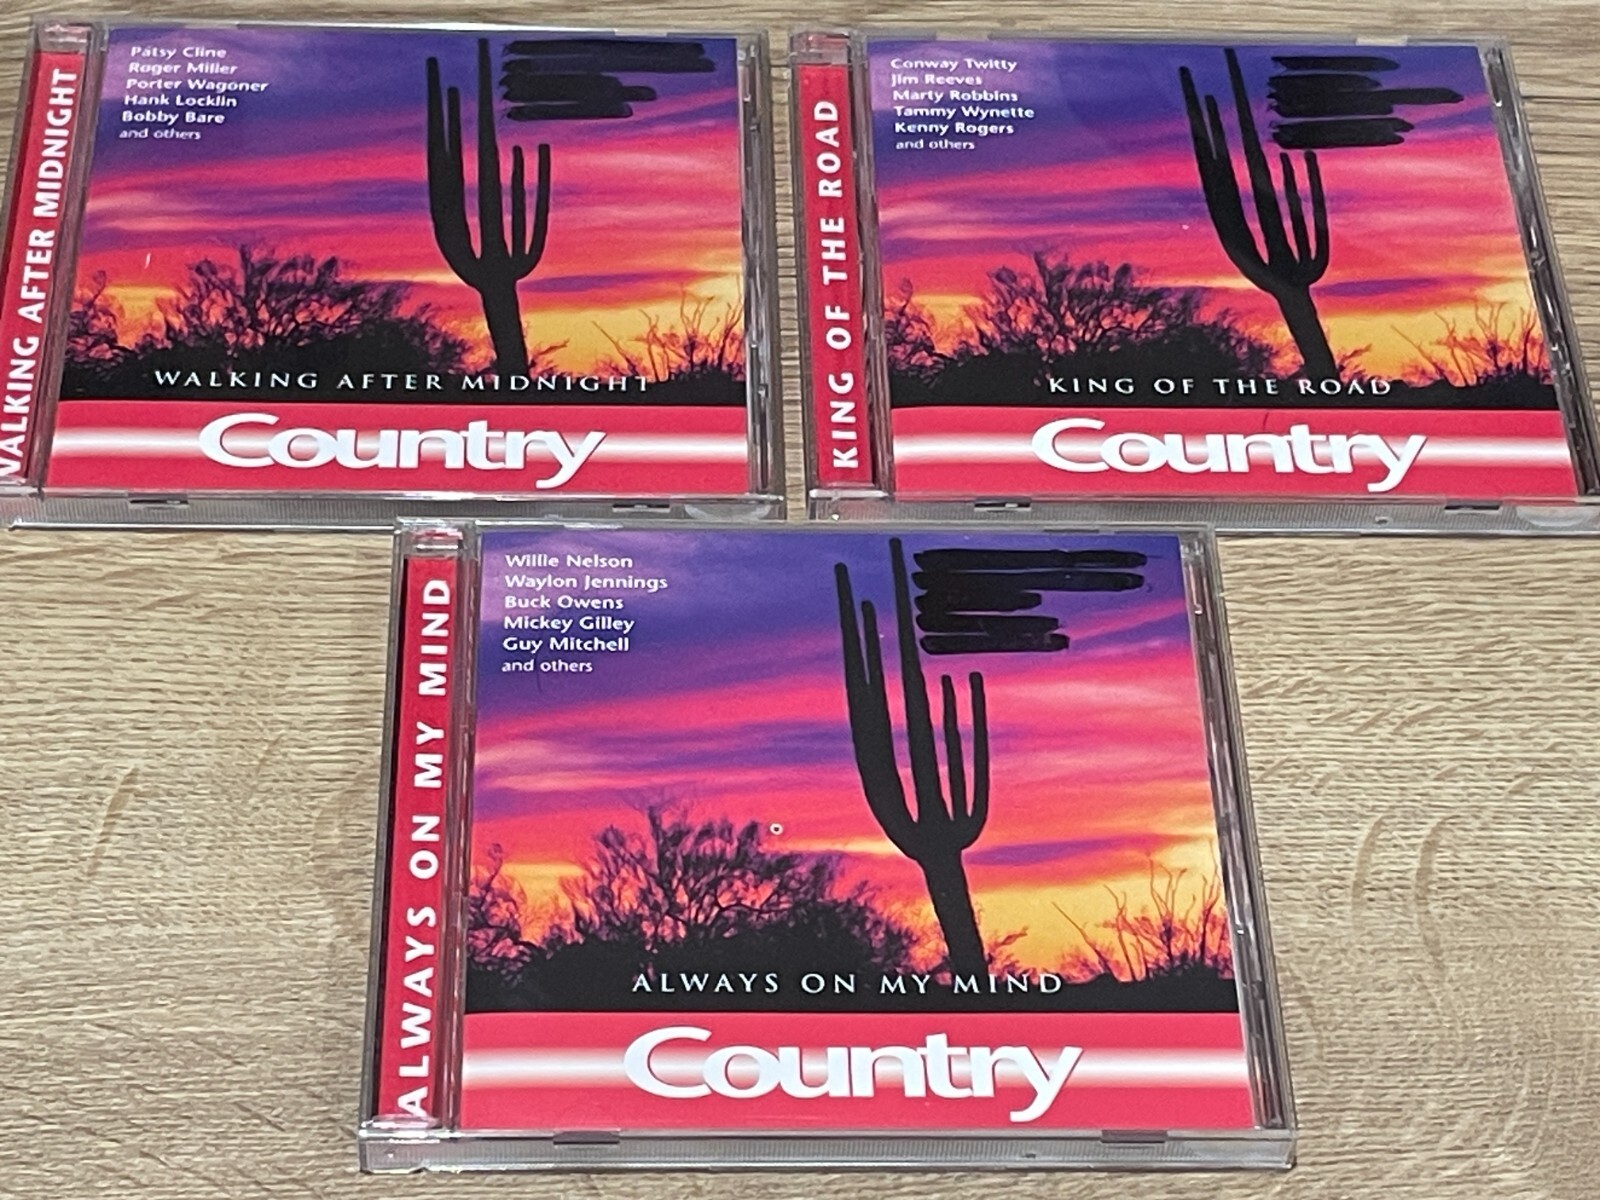 WALKING AFTER MIDNIGHT
Patsy Cline
Roger Miller
Porter Wagoner
Hank Locklin
Bobby Bare
and others
WALKING AFTER MIDNIGHT
Country
KING OF THE ROAD
Conway Twitty
Jim Reeves
Marty Robbins
Tammy Wynette
Kenny Rogers
and others
KING OF THE ROAD
Country
ALWAYS ON MY MIND
Willie Nelson
Waylon Jennings
Buck Owens
Mickey Gilley
Guy Mitchell
and others
ALWAYS ON MY MIND
Country